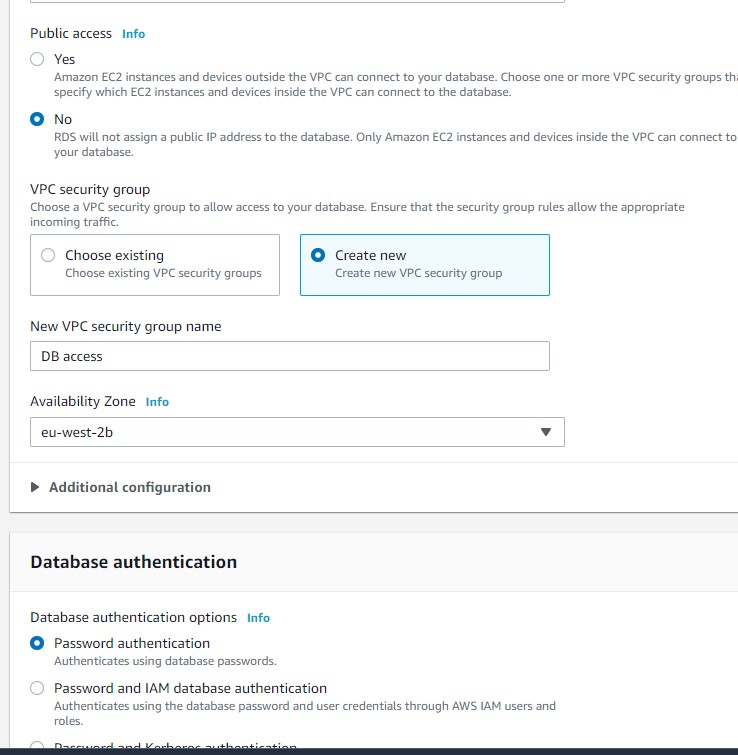 Public access Info
Yes
Amazon EC2 instances and devices outside the VPC can connect to your database. Choose one or more VPC security groups
specify which EC2 instances and devices inside the VPC can connect to the database.
No
RDS will not assign a public IP address to the database. Only Amazon EC2 instances and devices inside the VPC can connect to
your database.
VPC security group
Choose a VPC security group to allow access to your database. Ensure that the security group rules allow the appropriate
incoming traffic.
Choose existing
Choose existing VPC security groups
Create new
Create new VPC security group
New VPC security group name
DB access
Availability Zone Info
eu-west-2b
Additional configuration
Database authentication
Database authentication options Info
Password authentication
Authenticates using database passwords.
Password and IAM database authentication
Authenticates using the database password and user credentials through AWS IAM users and
roles.
Password and Kerberos authentication